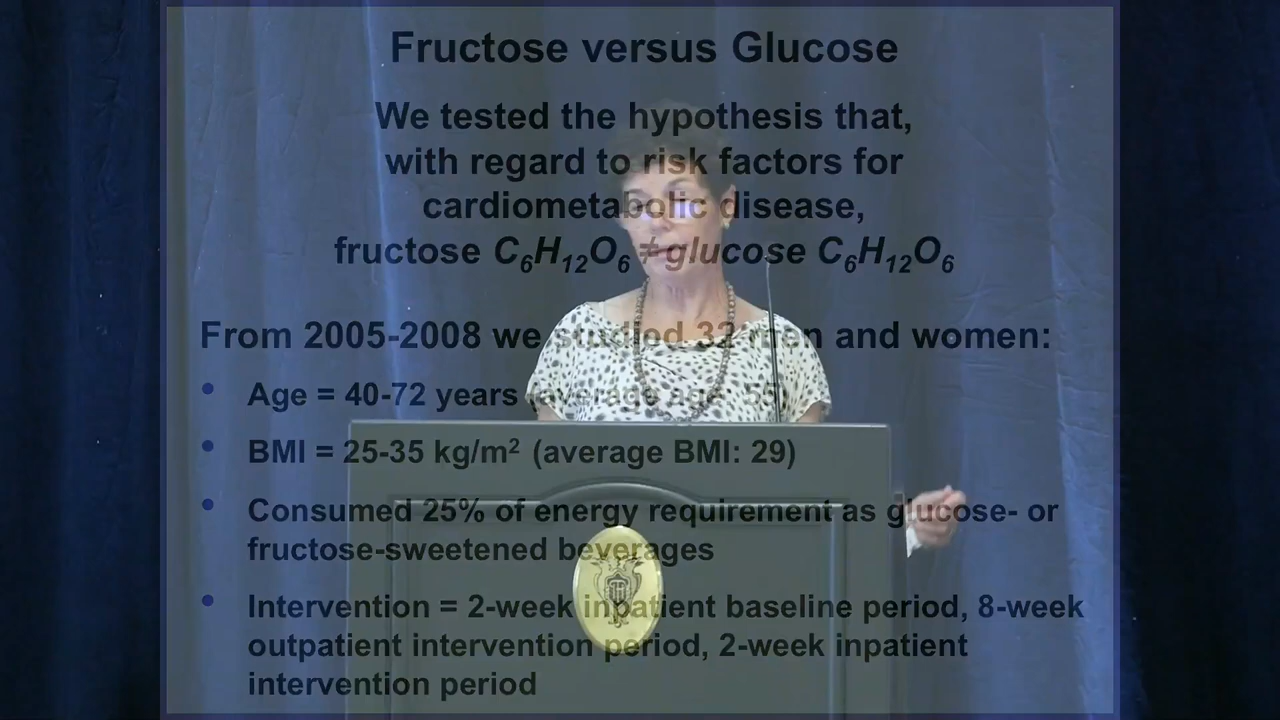 Fructose versus Glucose
We tested the hypothesis that,
with regard to risk factors for
cardiometabolic disease,
fructose C₆H₁₂O₆ ≠ glucose C₆H₁₂O₆
From 2005-2008 we studied 32 men and women:
• Age = 40-72 years (average age: 55)
• BMI = 25-35 kg/m² (average BMI: 29)
• Consumed 25% of energy requirement as glucose- or
fructose-sweetened beverages
• Intervention = 2-week inpatient baseline period, 8-week
outpatient intervention period, 2-week inpatient
intervention period